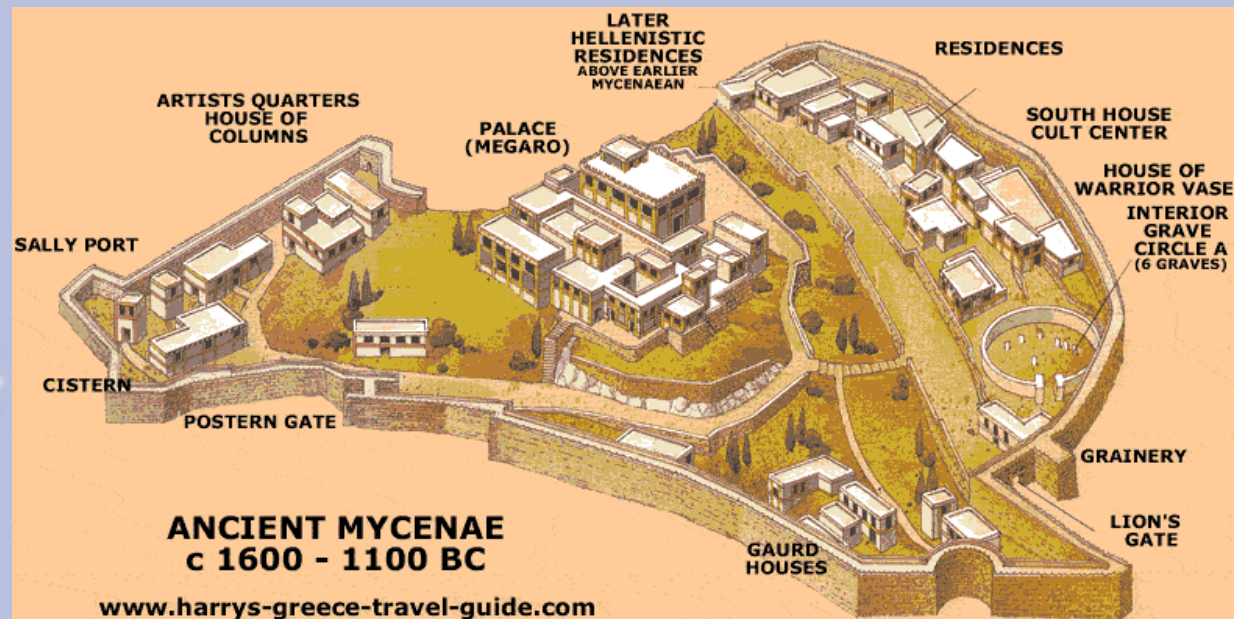 LATER
HELLENISTIC
RESIDENCES
ABOVE EARLIER
MYCENAEAN
RESIDENCES
ARTISTS QUARTERS
HOUSE OF
COLUMNS
PALACE
(MEGARO)
SOUTH HOUSE
CULT CENTER
HOUSE OF
WARRIOR VASE
INTERIOR
GRAVE
CIRCLE A
(6 GRAVES)
SALLY PORT
CISTERN
POSTERN GATE
GRAINERY
LION'S
GATE
GAURD
HOUSES
ANCIENT MYCENAE
c 1600 - 1100 BC
www.harrys-greece-travel-guide.com